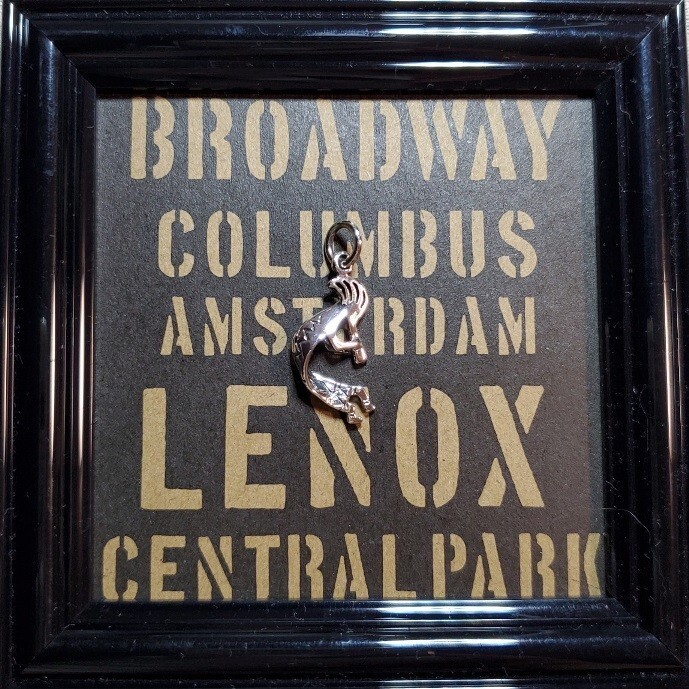 BROADWAY
COLUMBUS
AMSTERDAM
LENOX
CENTRAL PARK